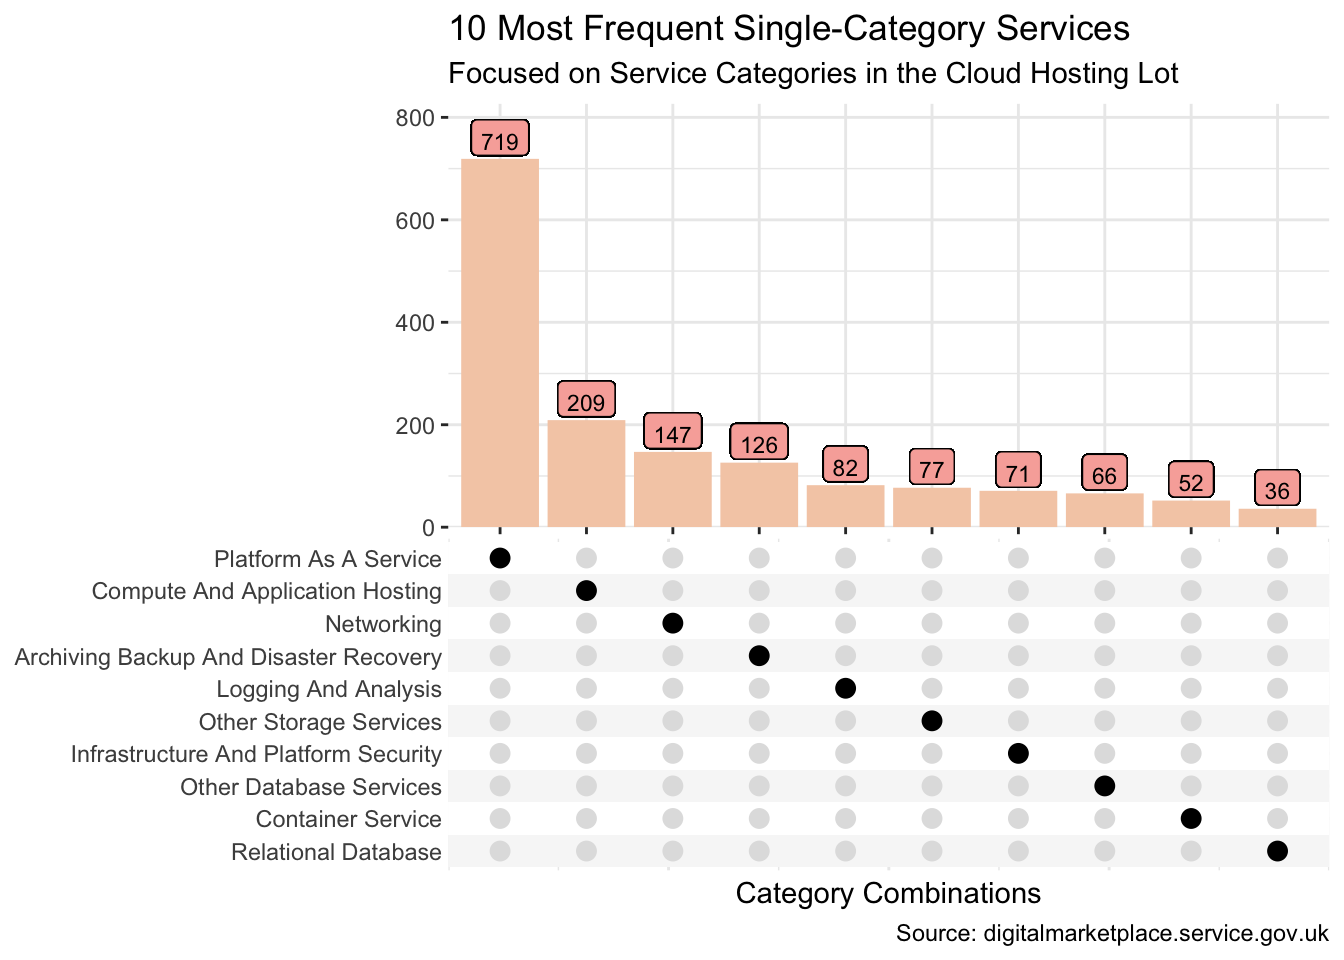 10 Most Frequent Single-Category Services
Focused on Service Categories in the Cloud Hosting Lot
800
600
400
200
0
719
209
147
126
82
77
71
66
52
36
Platform As A Service
Compute And Application Hosting
Networking
Archiving Backup And Disaster Recovery
Logging And Analysis
Other Storage Services
Infrastructure And Platform Security
Other Database Services
Container Service
Relational Database
Category Combinations
Source: digitalmarketplace.service.gov.uk